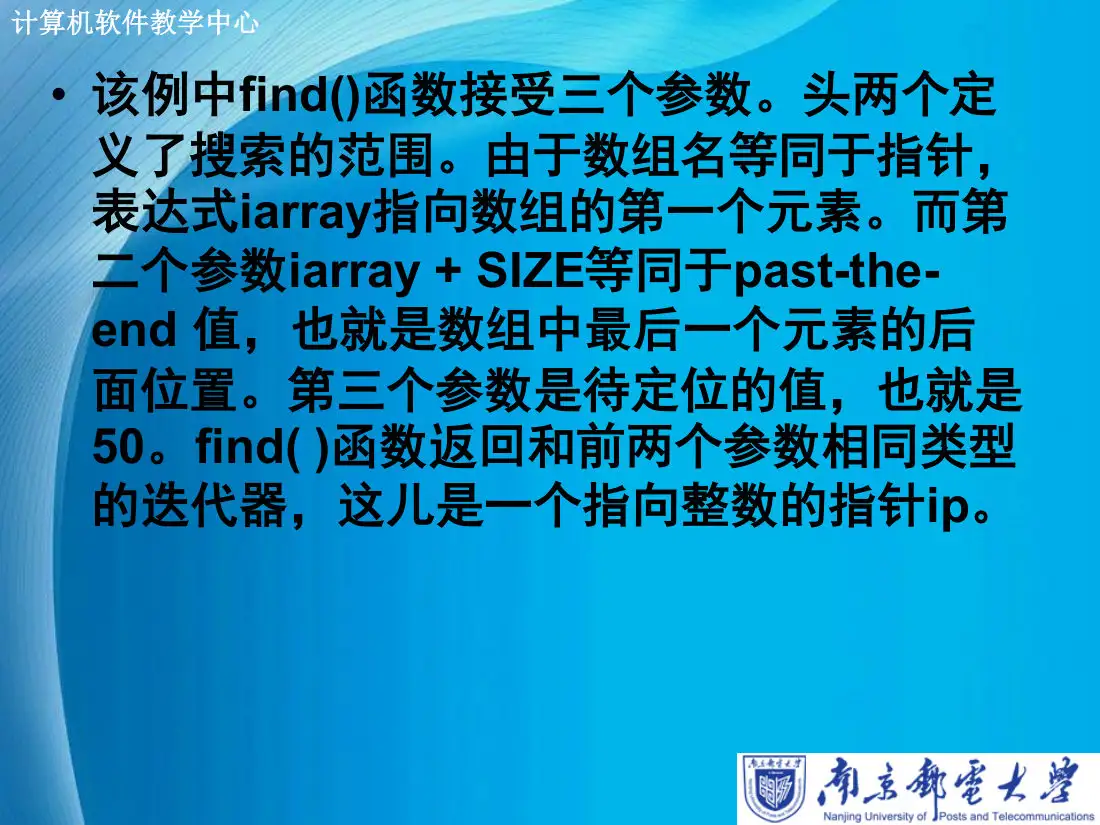 计算机软件教学中心
• 该例中find()函数接受三个参数。头两个定
义了搜索的范围。由于数组名等同于指针，
表达式iarray指向数组的第一个元素。而第
二个参数iarray + SIZE等同于past-the-
end 值，也就是数组中最后一个元素的后
面位置。第三个参数是待定位的值，也就是
50。find( )函数返回和前两个参数相同类型
的迭代器，这儿是一个指向整数的指针ip。
南京邮電大学
Nanjing University of Posts and Telecommunications